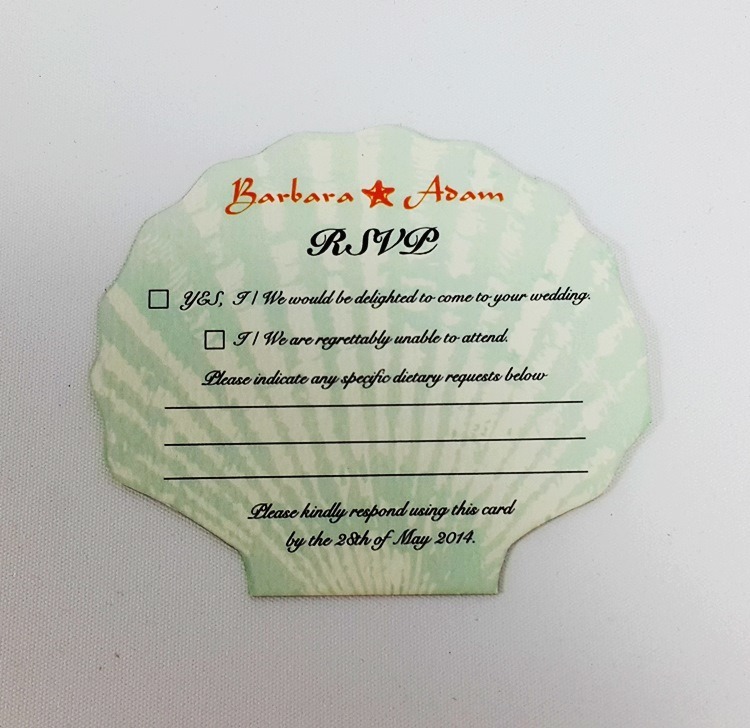 Barbara Adam
RSVP
YES, I / We would be delighted to come to your wedding.
I / We are regrettably unable to attend.
Please indicate any specific dietary requests below
Please kindly respond using this card
by the 28th of May 2014.